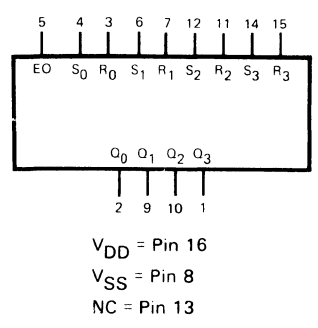 5 4 3 6 7 12 11 14 15
EO S0 R0 S1 R1 S2 R2 S3 R3
Q0 Q1 Q2 Q3
2 9 10 1
VDD = Pin 16
VSS = Pin 8
NC = Pin 13